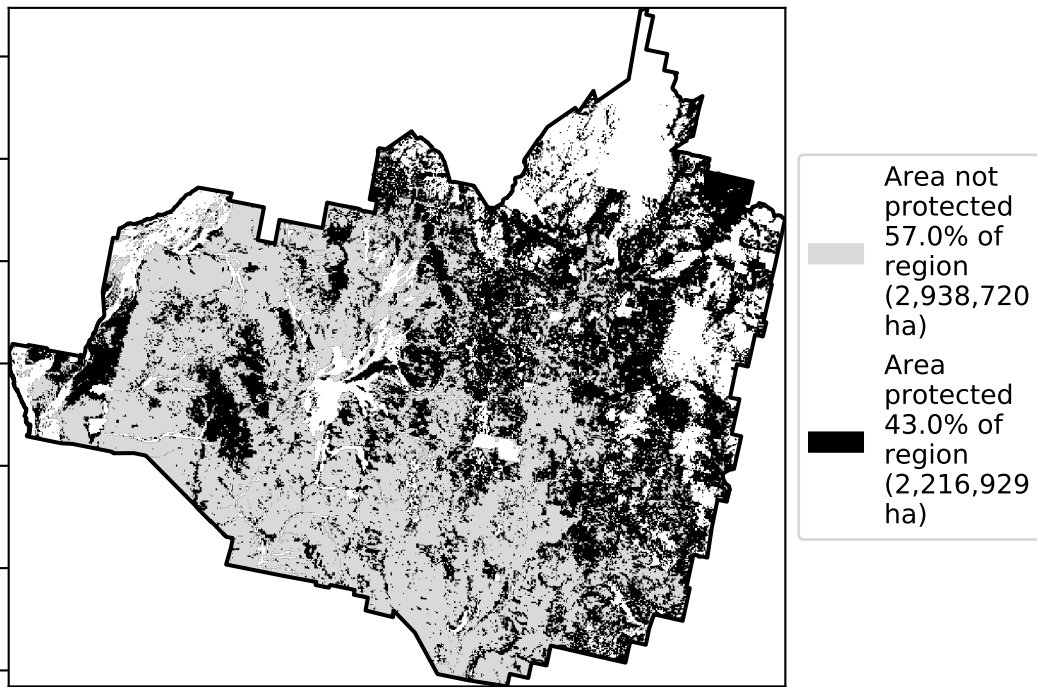 Area not
protected
57.0% of
region
(2,938,720
ha)
Area
protected
43.0% of
region
(2,216,929
ha)